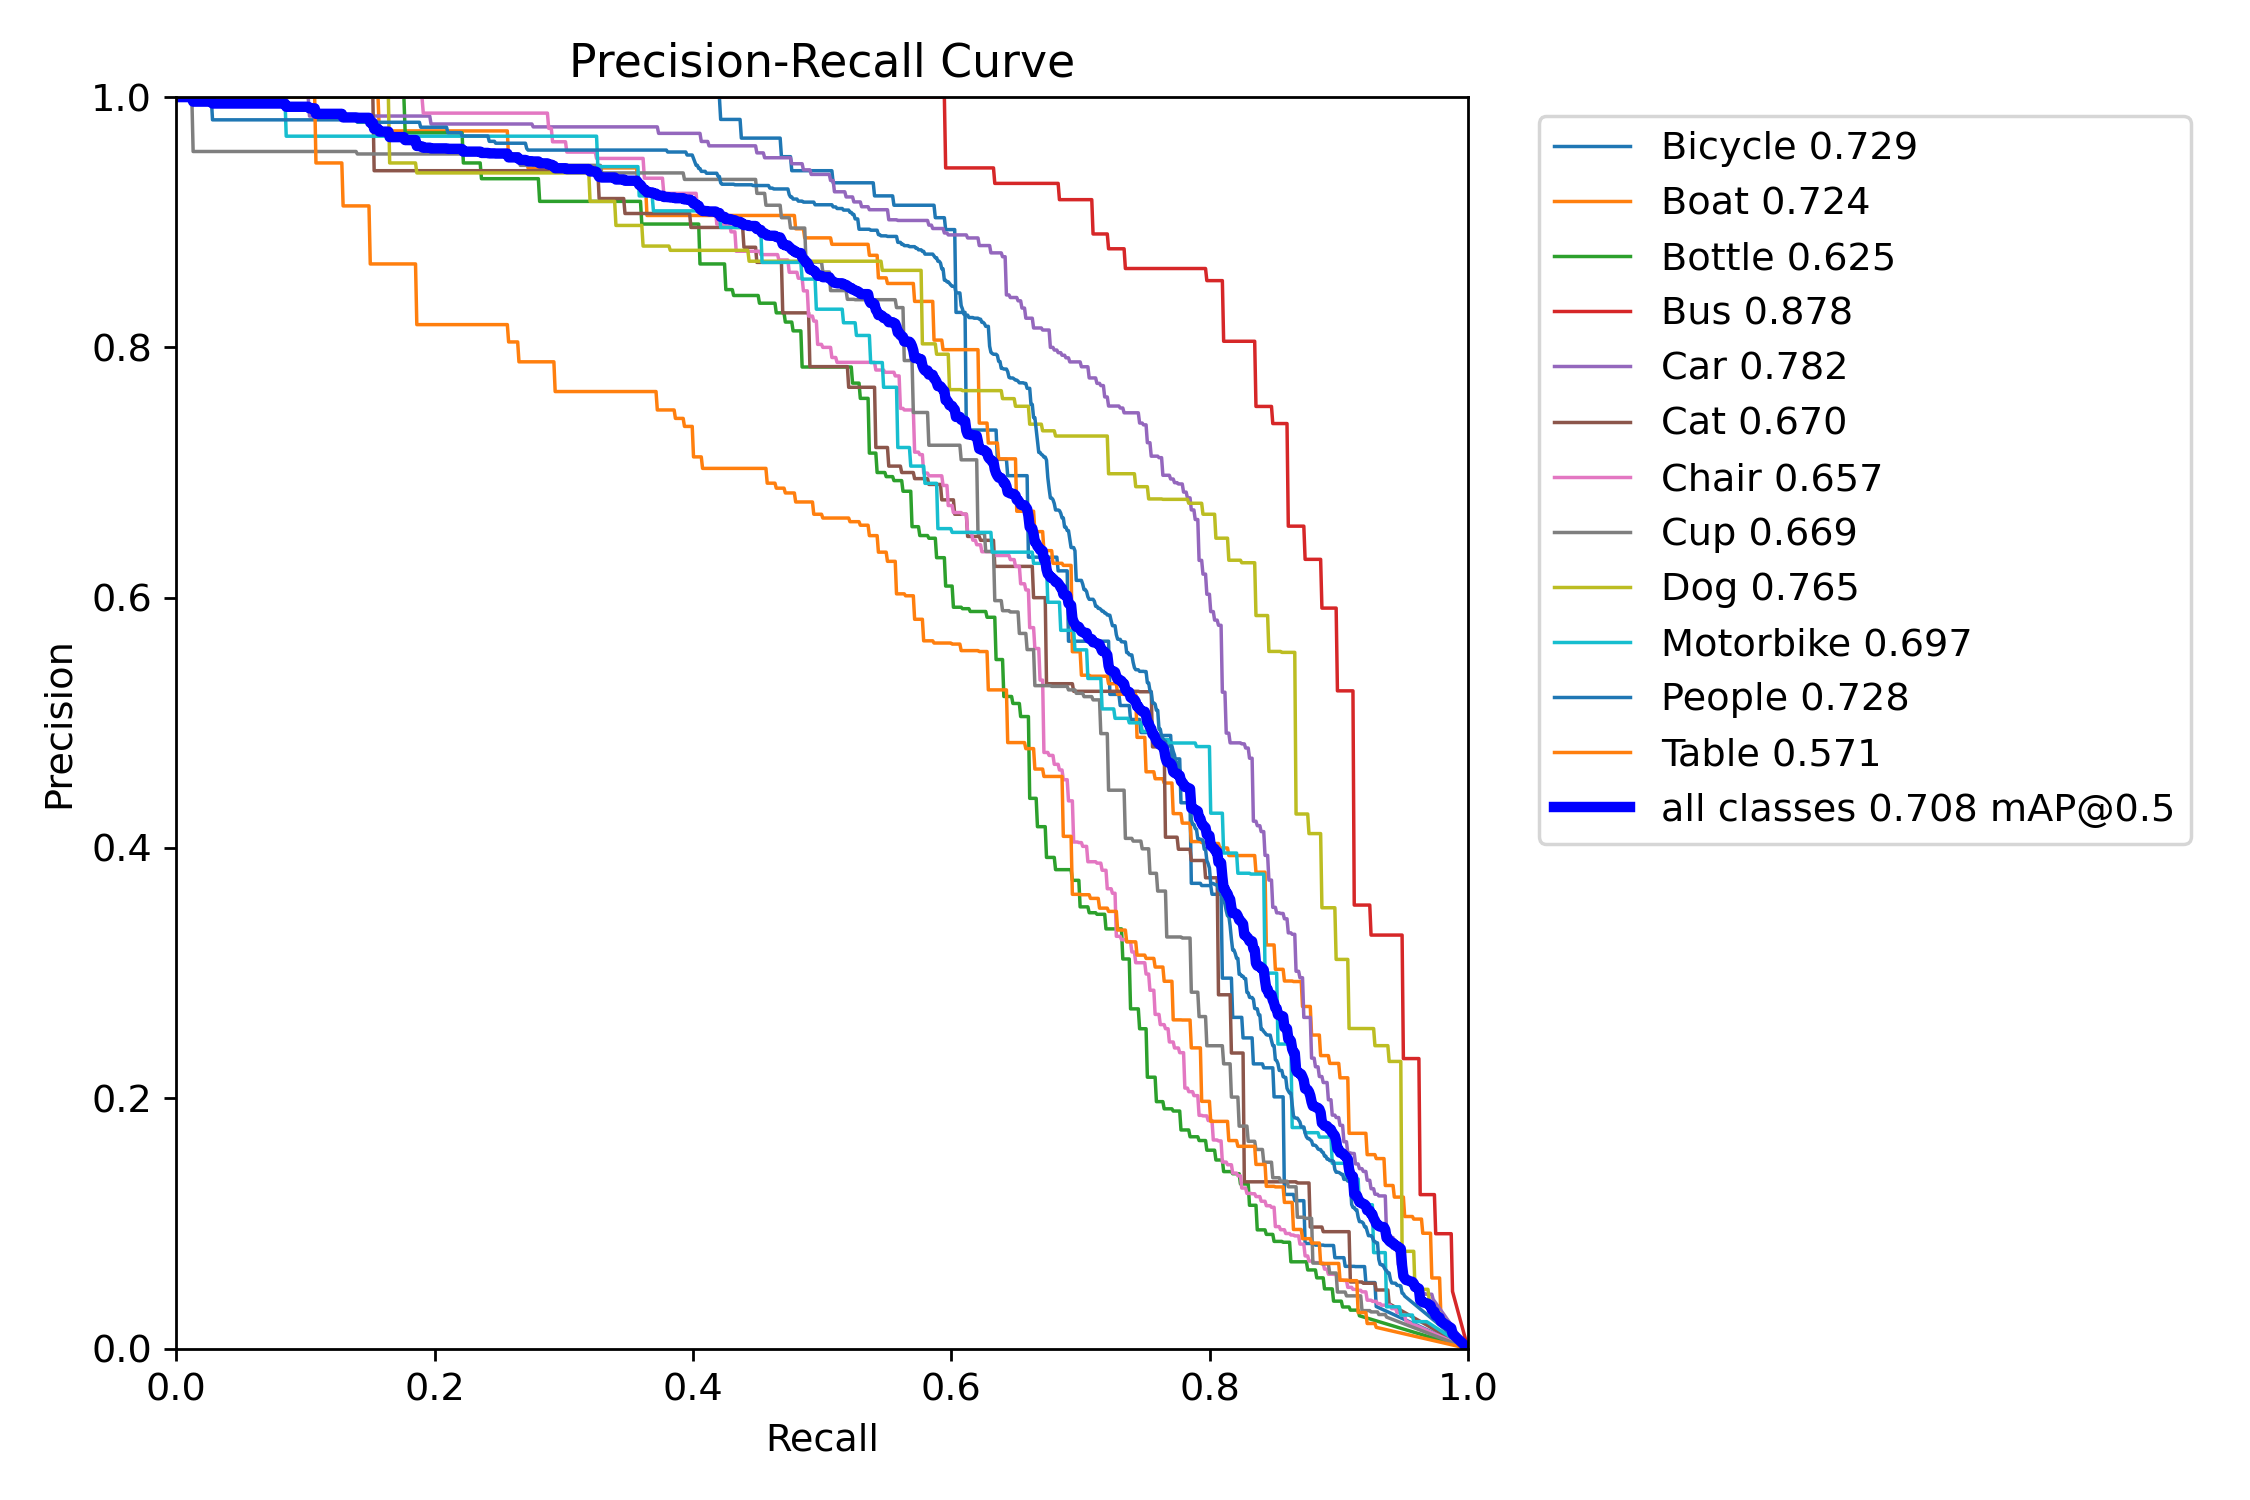 Precision-Recall Curve
1.0
0.8
0.6
0.4
0.2
0.0
Precision
0.0 0.2 0.4 0.6 0.8 1.0
Recall
Bicycle 0.729
Boat 0.724
Bottle 0.625
Bus 0.878
Car 0.782
Cat 0.670
Chair 0.657
Cup 0.669
Dog 0.765
Motorbike 0.697
People 0.728
Table 0.571
all classes 0.708 mAP@0.5